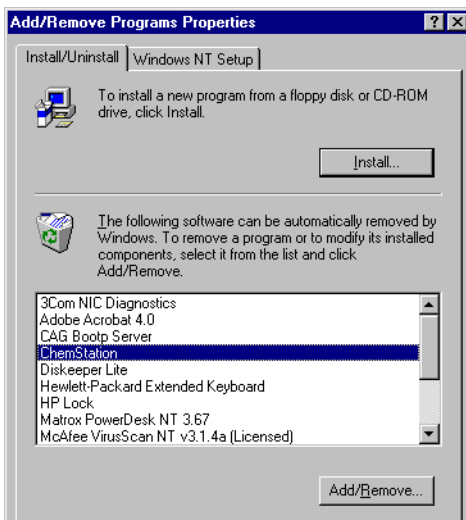 Add/Remove Programs Properties
Install/Uninstall
Windows NT Setup
To install a new program from a floppy disk or CD-ROM
drive, click Install.
Install...
The following software can be automatically removed by
Windows. To remove a program or to modify its installed
components, select it from the list and click
Add/Remove.
3Com NIC Diagnostics
Adobe Acrobat 4.0
CAG Bootp Server
ChemStation
Diskeeper Lite
Hewlett-Packard Extended Keyboard
HP Lock
Matrox PowerDesk NT 3.67
McAfee VirusScan NT v3.1.4a (Licensed)
Add/Remove...